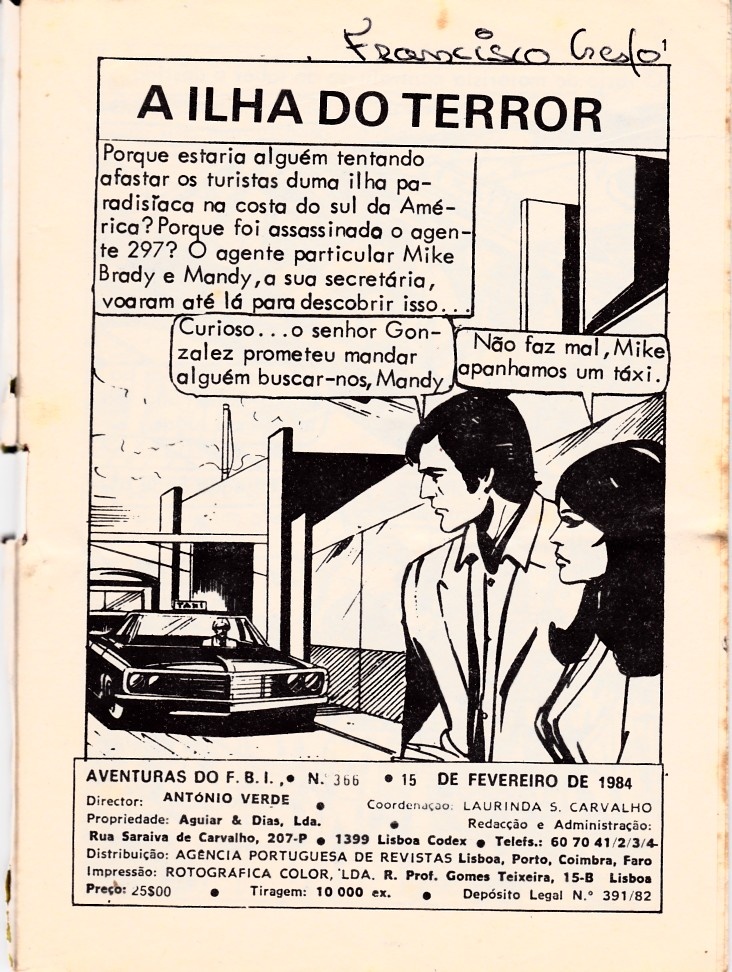 Francisco Crespo
1
A ILHA DO TERROR
Porque estaria alguém tentando
afastar os turistas duma ilha pa-
radisíaca na costa do sul da Amé-
rica? Porque foi assassinado o agen-
te 297? O agente particular Mike
Brady e Mandy, a sua secretária,
voaram até lá para descobrir isso...
Curioso...o senhor Gon-
zalez prometeu mandar
alguém buscar-nos, Mandy.
Não faz mal, Mike
apanhamos um táxi.
TAXI
AVENTURAS DO F. B. I., ● N.º 366 ● 15 DE FEVEREIRO DE 1984
Director: ANTÓNIO VERDE ● Coordenação: LAURINDA S. CARVALHO
Propriedade: Aguiar & Dias, Lda. ● Redacção e Administração:
Rua Saraiva de Carvalho, 207-P ● 1399 Lisboa Codex ● Telefs.: 60 70 41/2/3/4
Distribuição: AGÊNCIA PORTUGUESA DE REVISTAS Lisboa, Porto, Coimbra, Faro
Impressão: ROTOGRÁFICA COLOR, LDA. R. Prof. Gomes Teixeira, 15-B Lisboa
Preço: 25$00 ● Tiragem: 10 000 ex. ● Depósito Legal N.º 391/82